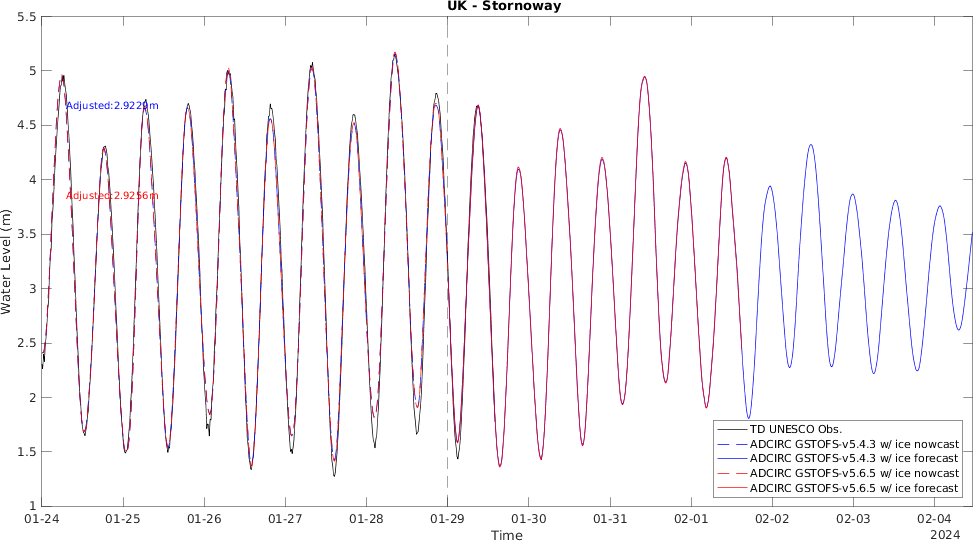 UK - Stornoway
5.5
5
4.5
4
3.5
3
2.5
2
1.5
1
Water Level (m)
Adjusted:2.9229m
Adjusted:2.9256m
TD UNESCO Obs.
ADCIRC GSTOFS-v5.4.3 w/ ice nowcast
ADCIRC GSTOFS-v5.4.3 w/ ice forecast
ADCIRC GSTOFS-v5.6.5 w/ ice nowcast
ADCIRC GSTOFS-v5.6.5 w/ ice forecast
01-24 01-25 01-26 01-27 01-28 01-29 01-30 01-31 02-01 02-02 02-03 02-04
Time
2024